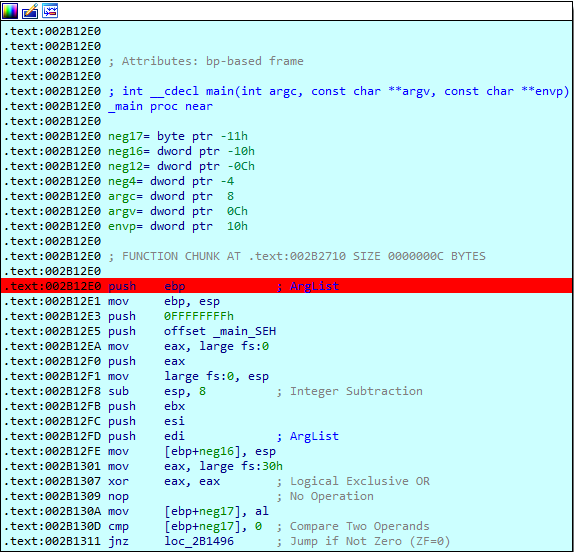 .text:002B12E0
.text:002B12E0
.text:002B12E0 ; Attributes: bp-based frame
.text:002B12E0
.text:002B12E0 ; int __cdecl main(int argc, const char **argv, const char **envp)
.text:002B12E0 _main proc near
.text:002B12E0
.text:002B12E0 neg17= byte ptr -11h
.text:002B12E0 neg16= dword ptr -10h
.text:002B12E0 neg12= dword ptr -0Ch
.text:002B12E0 neg4= dword ptr -4
.text:002B12E0 argc= dword ptr  8
.text:002B12E0 argv= dword ptr  0Ch
.text:002B12E0 envp= dword ptr  10h
.text:002B12E0
.text:002B12E0 ; FUNCTION CHUNK AT .text:002B2710 SIZE 0000000C BYTES
.text:002B12E0
.text:002B12E0 push    ebp             ; ArgList
.text:002B12E1 mov     ebp, esp
.text:002B12E3 push    0FFFFFFFFh
.text:002B12E5 push    offset _main_SEH
.text:002B12EA mov     eax, large fs:0
.text:002B12F0 push    eax
.text:002B12F1 mov     large fs:0, esp
.text:002B12F8 sub     esp, 8          ; Integer Subtraction
.text:002B12FB push    ebx
.text:002B12FC push    esi
.text:002B12FD push    edi             ; ArgList
.text:002B12FE mov     [ebp+neg16], esp
.text:002B1301 mov     eax, large fs:30h
.text:002B1307 xor     eax, eax        ; Logical Exclusive OR
.text:002B1309 nop                     ; No Operation
.text:002B130A mov     [ebp+neg17], al
.text:002B130D cmp     [ebp+neg17], 0  ; Compare Two Operands
.text:002B1311 jnz     loc_2B1496      ; Jump if Not Zero (ZF=0)